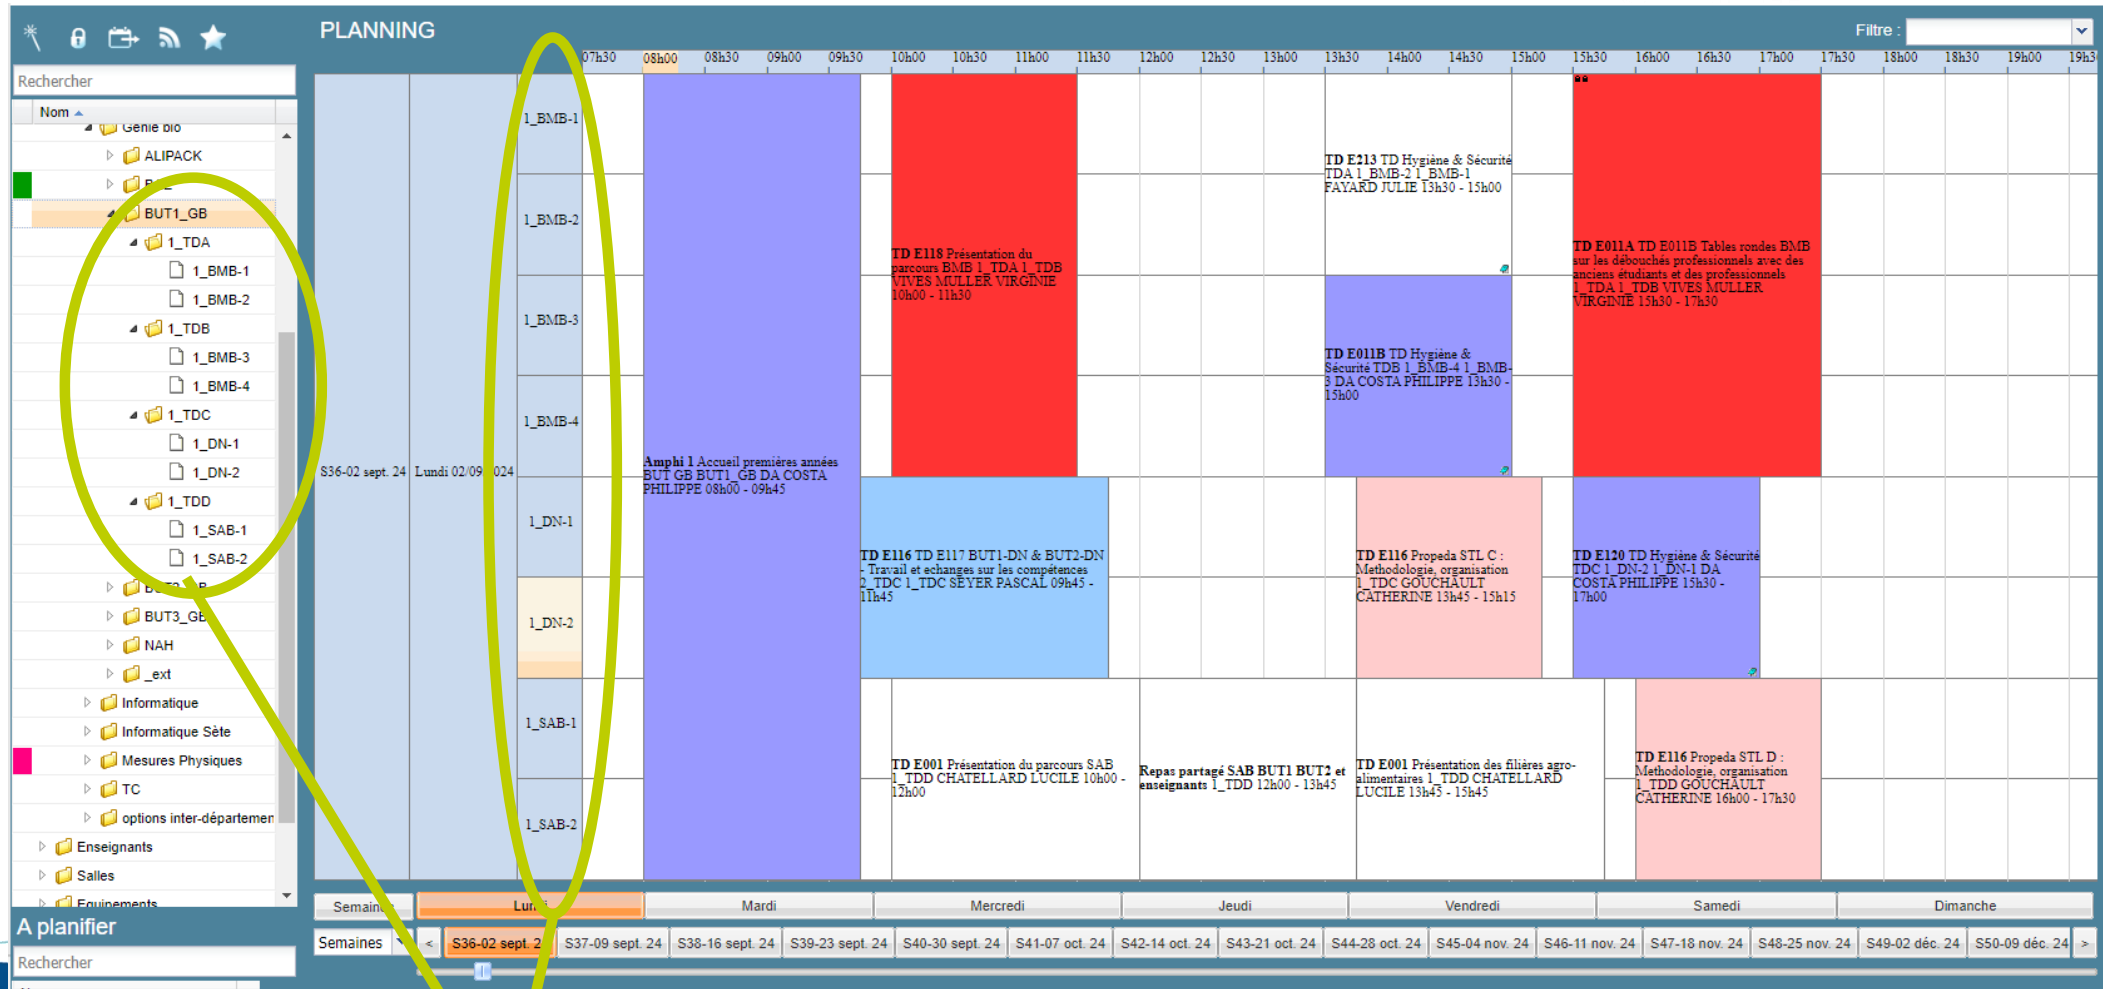 PLANNING
Filtre :
Rechercher
Nom
Génie bio
ALIPACK
BUT1_GB
1_TDA
1_BMB-1
1_BMB-2
1_TDB
1_BMB-3
1_BMB-4
1_TDC
1_DN-1
1_DN-2
1_TDD
1_SAB-1
1_SAB-2
BUT3_GB
NAH
_ext
Informatique
Informatique Sète
Mesures Physiques
TC
options inter-départemen
Enseignants
Salles
Equipements
A planifier
Rechercher
07h30 08h00 08h30 09h00 09h30 10h00 10h30 11h00 11h30 12h00 12h30 13h00 13h30 14h00 14h30 15h00 15h30 16h00 16h30 17h00 17h30 18h00 18h30 19h00 19h3
S36-02 sept. 24
Lundi 02/09 024
1_BMB-1
1_BMB-2
1_BMB-3
1_BMB-4
1_DN-1
1_DN-2
1_SAB-1
1_SAB-2
Amphi 1 Accueil premières années
BUT GB BUT1_GB DA COSTA
PHILIPPE 08h00 - 09h45
TD E118 Présentation du
parcours BMB 1_TDA 1_TDB
VIVES MULLER VIRGINIE
10h00 - 11h30
TD E213 TD Hygiène & Sécurité
TDA 1_BMB-2 1_BMB-1
FAYARD JULIE 13h30 - 15h00
TD E011B TD Hygiène &
Sécurité TDB 1_BMB-4 1_BMB-
3 DA COSTA PHILIPPE 13h30 -
15h00
TD E011A TD E011B Tables rondes BMB
sur les débouchés professionnels avec des
anciens étudiants et des professionnels
1_TDA 1_TDB VIVES MULLER
VIRGINIE 15h30 - 17h30
TD E116 TD E117 BUT1-DN & BUT2-DN
- Travail et echanges sur les compétences
2_TDC 1_TDC SEYER PASCAL 09h45 -
11h45
TD E116 Propeda STL C :
Methodologie, organisation
1_TDC GOUCHAULT
CATHERINE 13h45 - 15h15
TD E120 TD Hygiène & Sécurité
TDC 1_DN-2 1_DN-1 DA
COSTA PHILIPPE 15h30 -
17h00
TD E001 Présentation du parcours SAB
1_TDD CHATELLARD LUCILE 10h00 -
12h00
Repas partagé SAB BUT1 BUT2 et
enseignants 1_TDD 12h00 - 13h45
TD E001 Présentation des filières agro-
alimentaires 1_TDD CHATELLARD
LUCILE 13h45 - 15h45
TD E116 Propeda STL D :
Methodologie, organisation
1_TDD GOUCHAULT
CATHERINE 16h00 - 17h30
Semaine Lundi Mardi Mercredi Jeudi Vendredi Samedi Dimanche
Semaines < S36-02 sept. 2 S37-09 sept. 24 S38-16 sept. 24 S39-23 sept. 24 S40-30 sept. 24 S41-07 oct. 24 S42-14 oct. 24 S43-21 oct. 24 S44-28 oct. 24 S45-04 nov. 24 S46-11 nov. 24 S47-18 nov. 24 S48-25 nov. 24 S49-02 déc. 24 S50-09 déc. 24 >